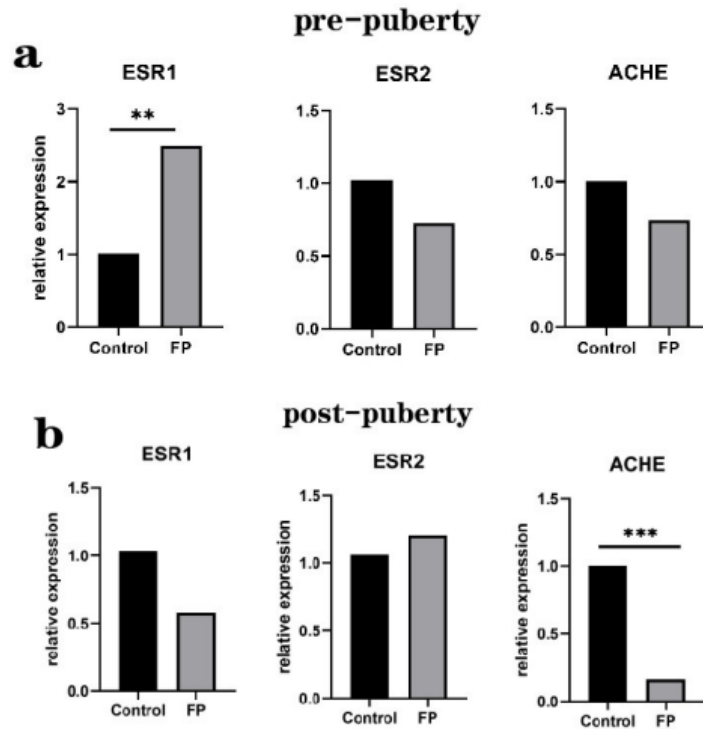 pre-puberty
a
ESR1
ESR2
ACHE
relative expression
3
2
1
0
**
Control FP
1.5
1.0
0.5
0.0
Control FP
1.5
1.0
0.5
0.0
Control FP
post-puberty
b
ESR1
ESR2
ACHE
relative expression
1.5
1.0
0.5
0.0
Control FP
relative expression
1.5
1.0
0.5
0.0
Control FP
relative expression
1.5
1.0
0.5
0.0
***
Control FP